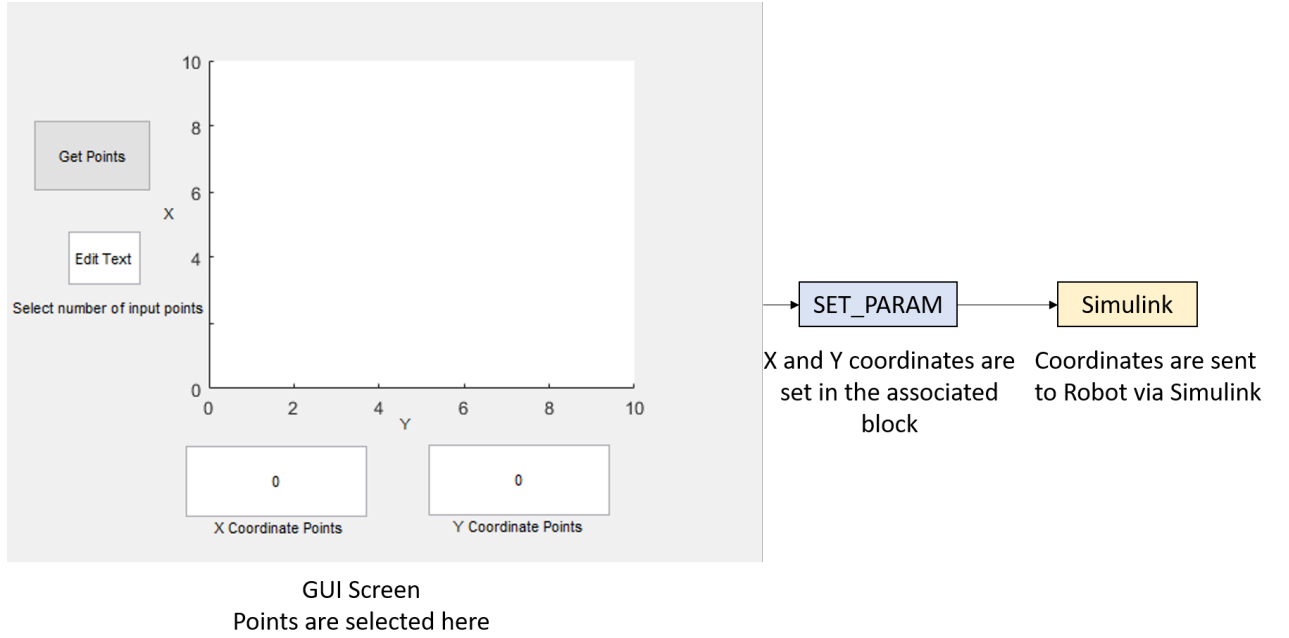 10
8
Get Points
6
X
4
Edit Text
Select number of input points
0
0 2 4 6 8 10
Y
0
0
X Coordinate Points
Y Coordinate Points
GUI Screen
Points are selected here
SET_PARAM
X and Y coordinates are
set in the associated
block
Simulink
Coordinates are sent
to Robot via Simulink